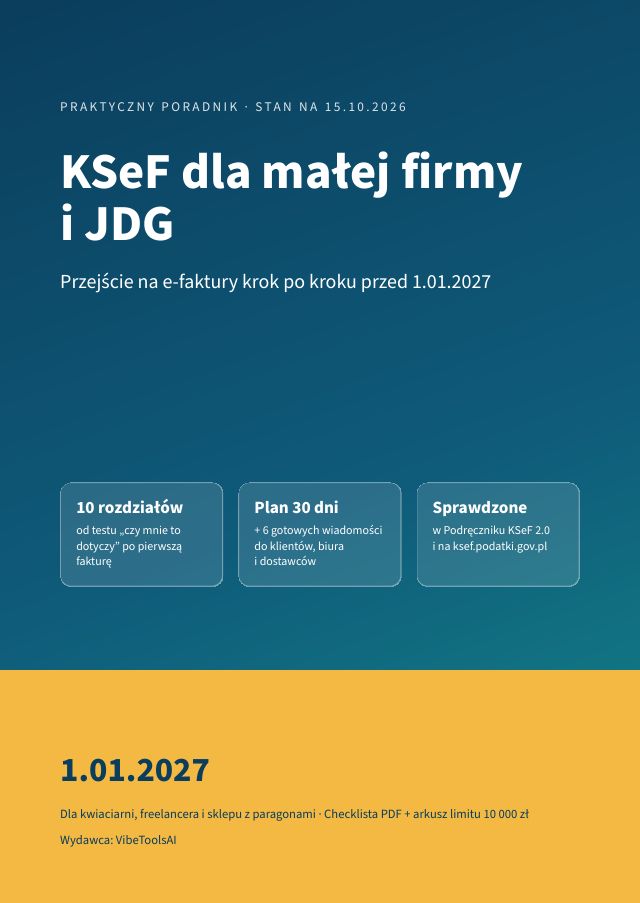 PRAKTYCZNY PORADNIK · STAN NA 15.10.2026
KSeF dla małej firmy
i JDG
Przejście na e-faktury krok po kroku przed 1.01.2027
10 rozdziałów
od testu „czy mnie to
dotyczy” po pierwszą
fakturę
Plan 30 dni
+ 6 gotowych wiadomości
do klientów, biura
i dostawców
Sprawdzone
w Podręczniku KSeF 2.0
i na ksef.podatki.gov.pl
1.01.2027
Dla kwiaciarni, freelancera i sklepu z paragonami · Checklista PDF + arkusz limitu 10 000 zł
Wydawca: VibeToolsAI